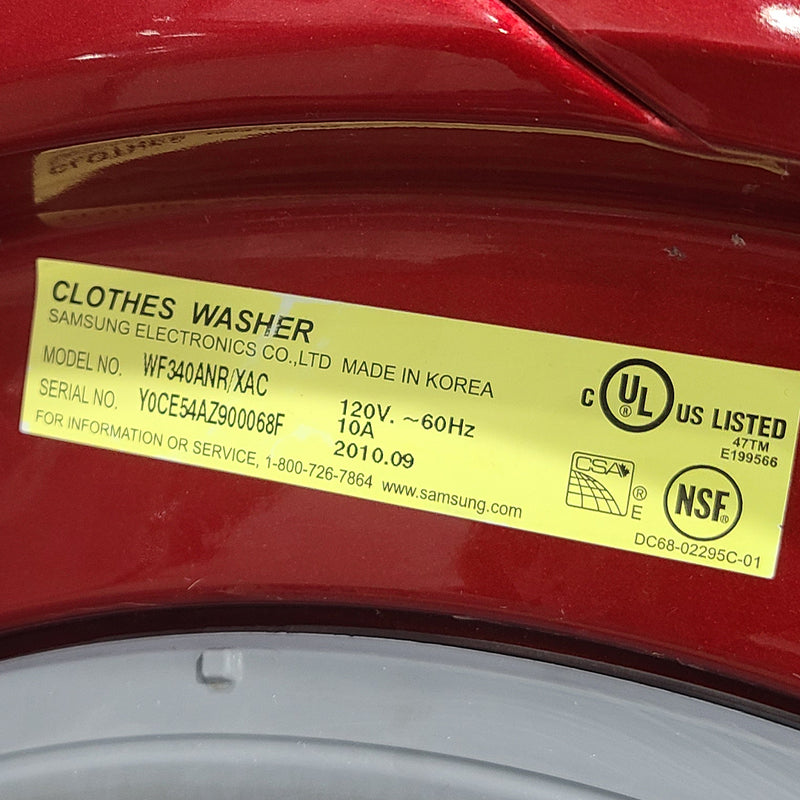 CLOTHES WASHER
SAMSUNG ELECTRONICS CO.,LTD MADE IN KOREA
MODEL NO. WF340ANR/XAC
SERIAL NO. Y0CE54AZ900068F
120V. ~60Hz
10A
2010.09
FOR INFORMATION OR SERVICE, 1-800-726-7864 www.samsung.com
C UL ® US LISTED
47TM
E199566
CSA ®
E
NSF ®
DC68-02295C-01
CLOTHES